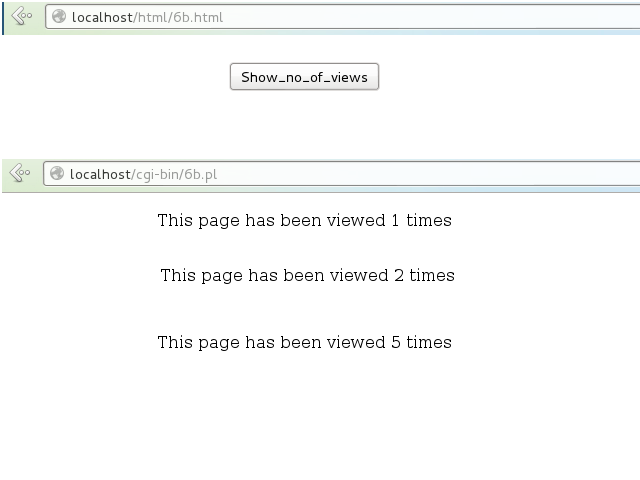 localhost/html/6b.html
Show_no_of_views
localhost/cgi-bin/6b.pl
This page has been viewed 1 times
This page has been viewed 2 times
This page has been viewed 5 times